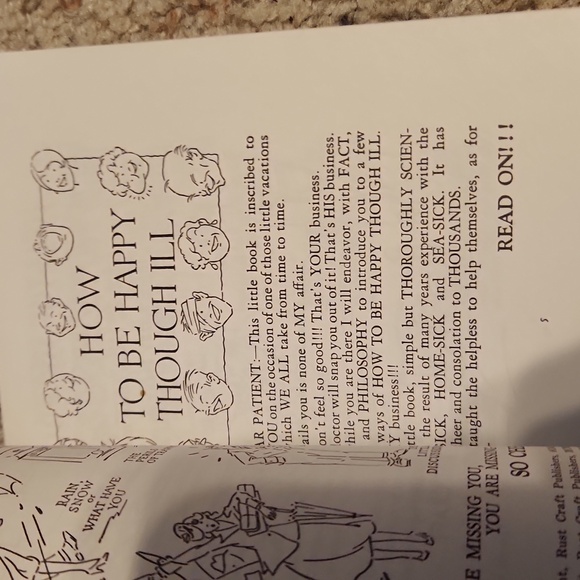 HOW
TO BE HAPPY
THOUGH ILL
AR PATIENT:—This little book is inscribed to
OU on the occasion of one of those little vacations
hich WE ALL take from time to time.
ails you is none of MY affair.
on't feel so good!!! That's YOUR business.
octor will snap you out of it! That's HIS business.
hile you are there I will endeavor, with FACT,
and PHILOSOPHY to introduce you to a few
ways of HOW TO BE HAPPY THOUGH ILL.
Y business!!!
ttle book, simple but THOROUGHLY SCIEN-
the result of many years experience with the
ICK, HOME-SICK and SEA-SICK. It has
heer and consolation to THOUSANDS.
taught the helpless to help themselves, as for
READ ON!!!
5
RAIN
SNOW
or
WHAT HAVE
YOU
THE
DISCUSS
E MISSING YOU,
YOU ARE MISSIN-
SO CE
t, Rust Craft Publishers